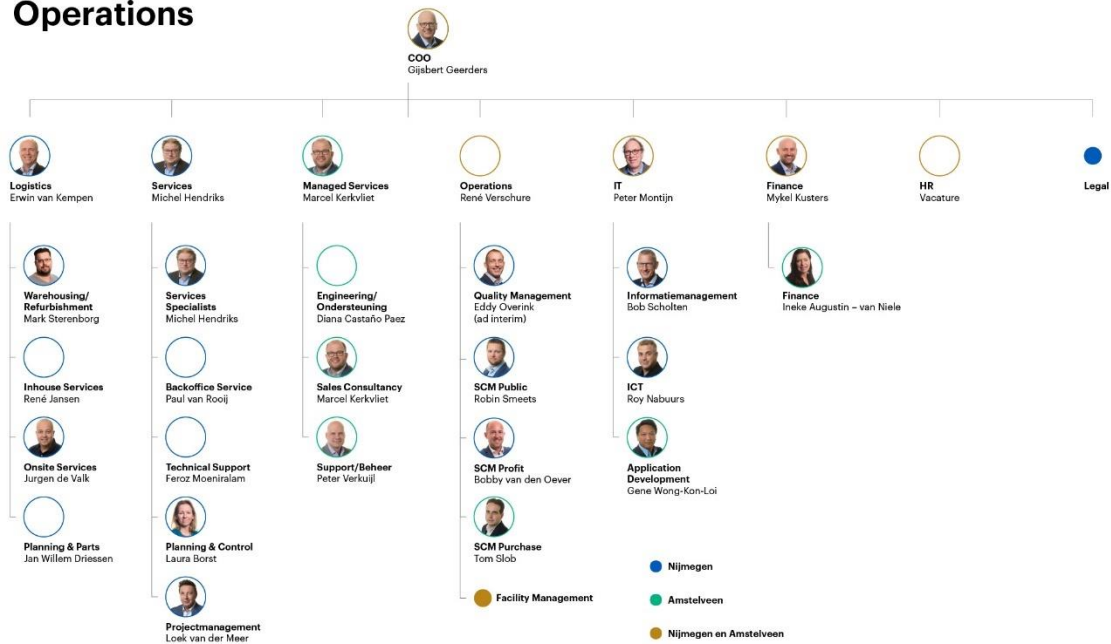 Operations
COO
Gijsbert Geerders
Logistics
Erwin van Kempen
Services
Michel Hendriks
Managed Services
Marcel Kerkvliet
Operations
René Verschure
IT
Peter Montijn
Finance
Mykel Kusters
HR
Vacature
Legal
Warehousing/
Refurbishment
Mark Sterenborg
Services
Specialists
Michel Hendriks
Engineering/
Ondersteuning
Diana Castaño Paez
Quality Management
Eddy Overink
(ad interim)
Informatiemanagement
Bob Scholten
Finance
Ineke Augustin – van Niele
Inhouse Services
René Jansen
Backoffice Service
Paul van Rooij
Sales Consultancy
Marcel Kerkvliet
SCM Public
Robin Smeets
ICT
Roy Nabuurs
Onsite Services
Jurgen de Valk
Technical Support
Feroz Moeniralam
Support/Beheer
Peter Verkuijl
SCM Profit
Bobby van den Oever
Application
Development
Gene Wong-Kon-Loi
Planning & Parts
Jan Willem Driessen
Planning & Control
Laura Borst
SCM Purchase
Tom Slob
Projectmanagement
Loek van der Meer
Facility Management
Nijmegen
Amstelveen
Nijmegen en Amstelveen